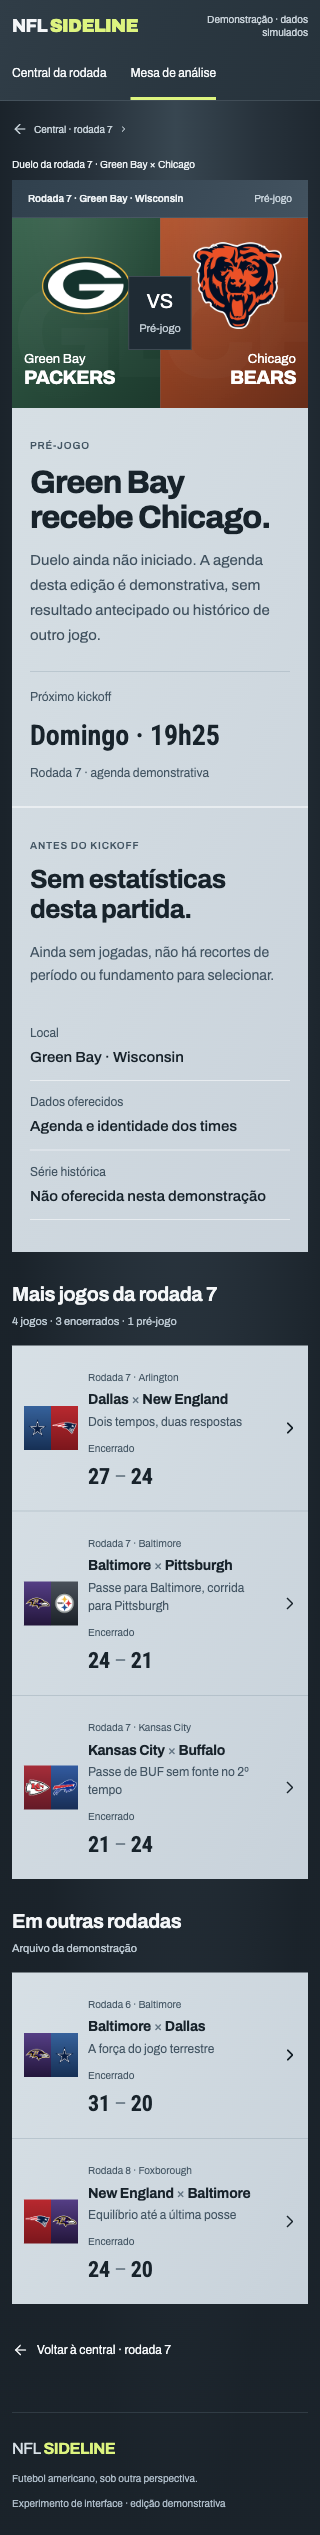 NFL SIDELINE
Demonstração · dados
simulados
Central da rodada
Mesa de análise
Central · rodada 7
Duelo da rodada 7 · Green Bay × Chicago
Rodada 7 · Green Bay · Wisconsin
Pré-jogo
G
VS
Pré-jogo
Green Bay
PACKERS
Chicago
BEARS
PRÉ-JOGO
Green Bay
recebe Chicago.
Duelo ainda não iniciado. A agenda
desta edição é demonstrativa, sem
resultado antecipado ou histórico de
outro jogo.
Próximo kickoff
Domingo · 19h25
Rodada 7 · agenda demonstrativa
ANTES DO KICKOFF
Sem estatísticas
desta partida.
Ainda sem jogadas, não há recortes de
período ou fundamento para selecionar.
Local
Green Bay · Wisconsin
Dados oferecidos
Agenda e identidade dos times
Série histórica
Não oferecida nesta demonstração
Mais jogos da rodada 7
4 jogos · 3 encerrados · 1 pré-jogo
Rodada 7 · Arlington
Dallas × New England
Dois tempos, duas respostas
Encerrado
27 – 24
Rodada 7 · Baltimore
Baltimore × Pittsburgh
Passe para Baltimore, corrida
para Pittsburgh
Encerrado
24 – 21
Rodada 7 · Kansas City
Kansas City × Buffalo
Passe de BUF sem fonte no 2º
tempo
Encerrado
21 – 24
Em outras rodadas
Arquivo da demonstração
Rodada 6 · Baltimore
Baltimore × Dallas
A força do jogo terrestre
Encerrado
31 – 20
Rodada 8 · Foxborough
New England × Baltimore
Equilíbrio até a última posse
Encerrado
24 – 20
Voltar à central · rodada 7
NFL SIDELINE
Futebol americano, sob outra perspectiva.
Experimento de interface · edição demonstrativa